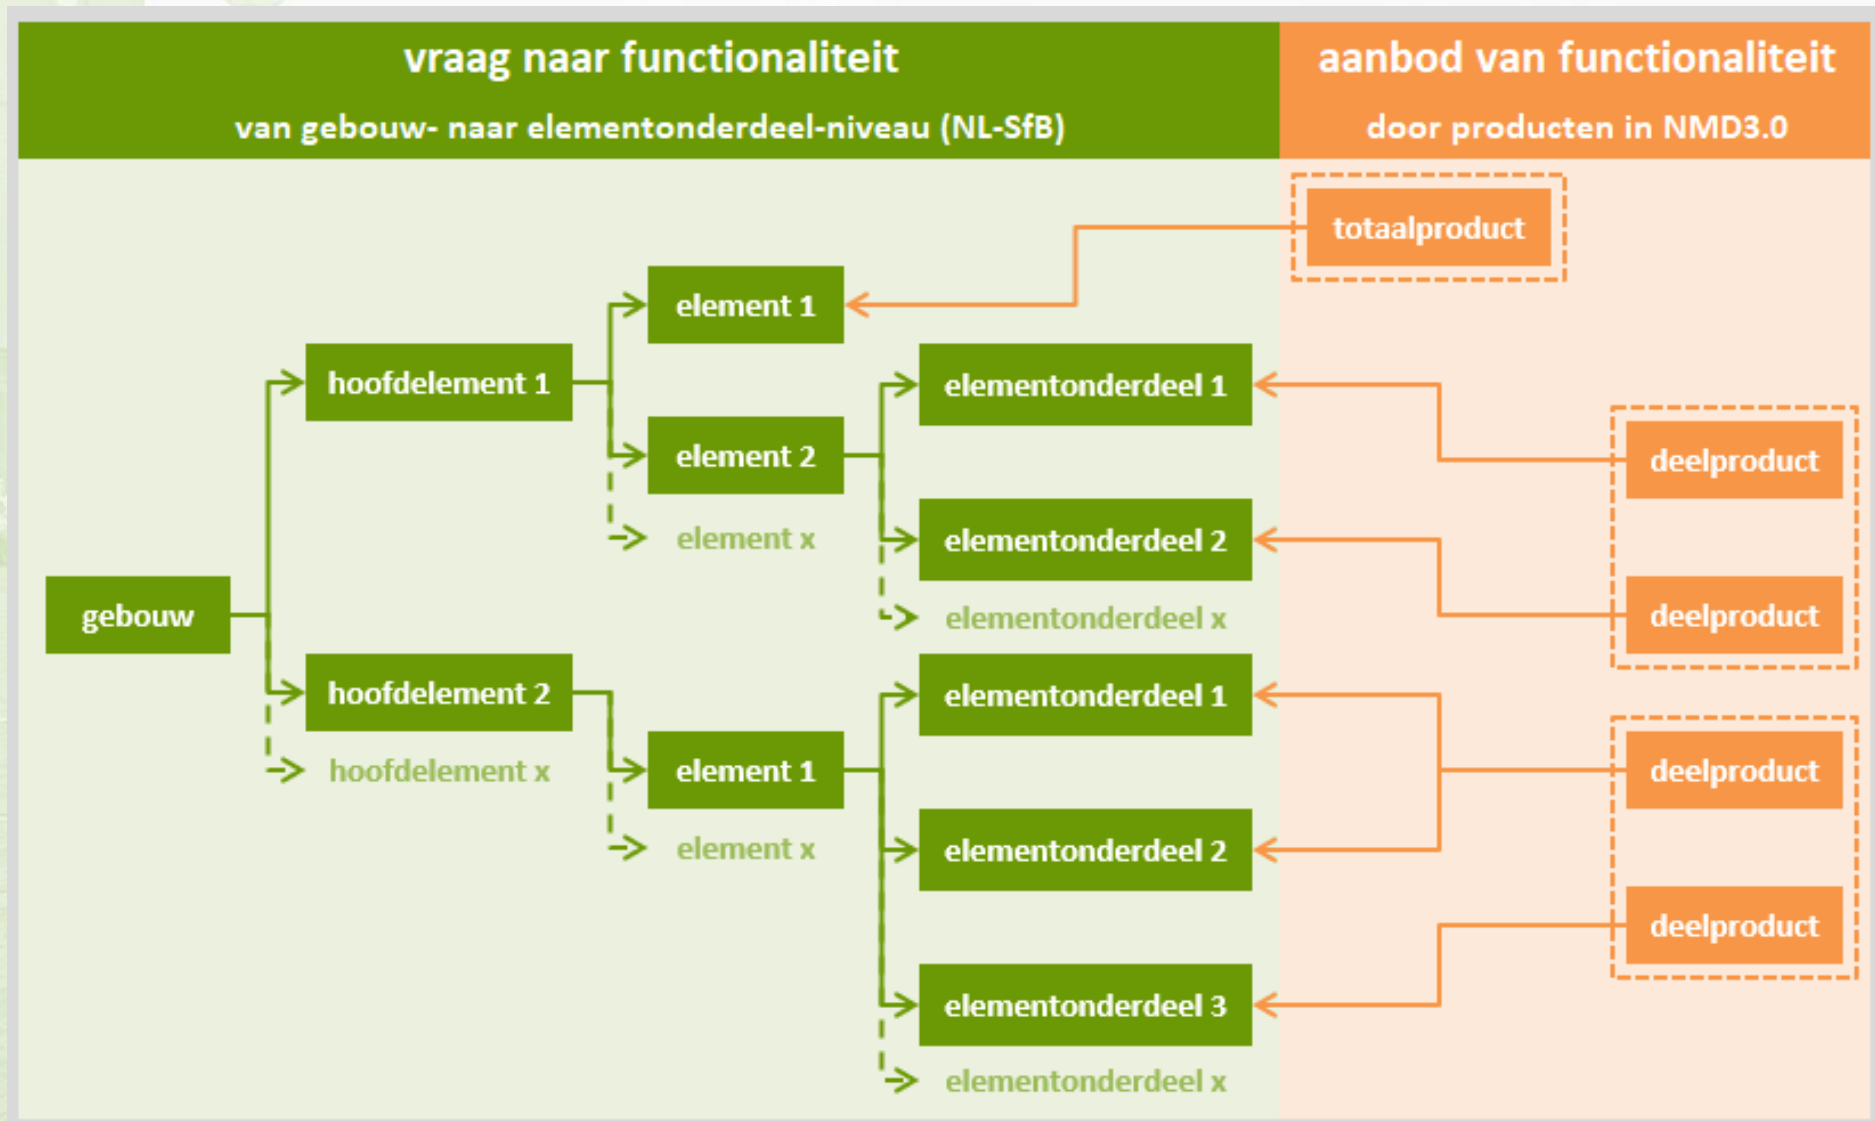 vraag naar functionaliteit
van gebouw- naar elementonderdeel-niveau (NL-SfB)
aanbod van functionaliteit
door producten in NMD3.0
totaalproduct
element 1
hoofdelement 1
elementonderdeel 1
element 2
deelproduct
element x
elementonderdeel 2
gebouw
elementonderdeel x
deelproduct
hoofdelement 2
elementonderdeel 1
hoofdelement x
element 1
deelproduct
element x
elementonderdeel 2
deelproduct
elementonderdeel 3
elementonderdeel x